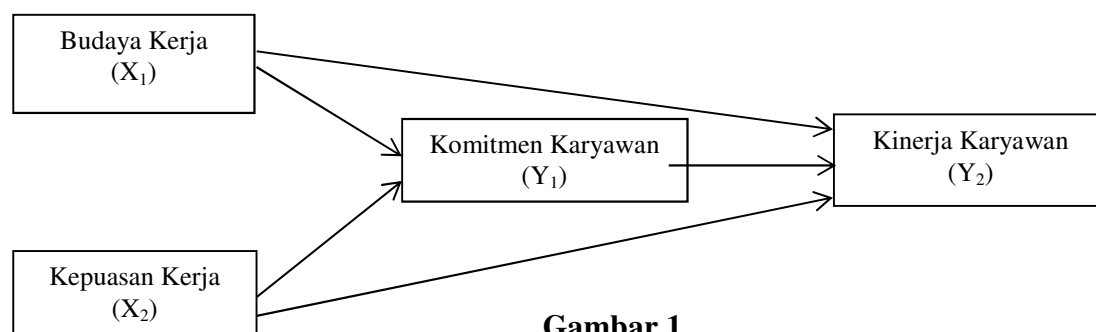 Budaya Kerja
(X₁)
Komitmen Karyawan
(Y₁)
Kinerja Karyawan
(Y₂)
Kepuasan Kerja
(X₂)
Gambar 1